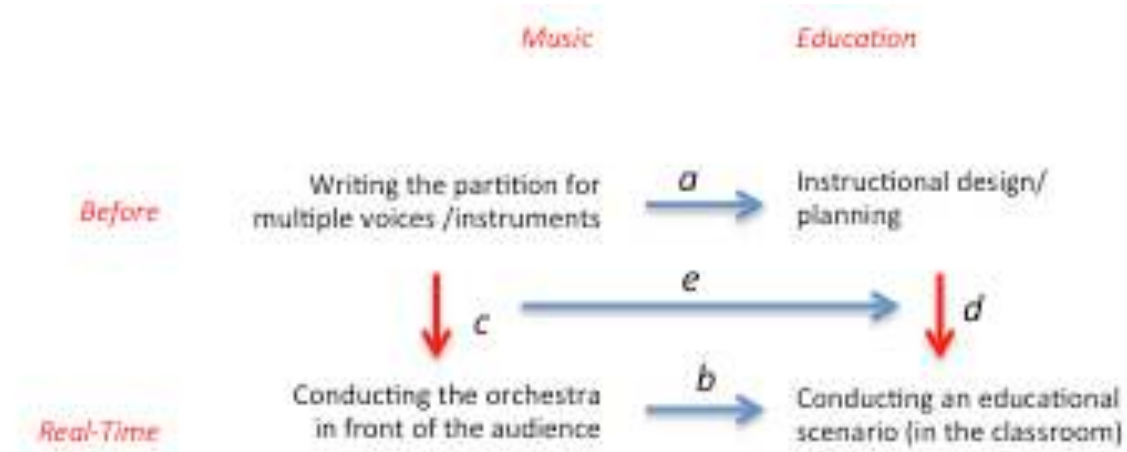 Music Education
Writing the partition for
multiple voices /instruments
a
Instructional design/
planning
Before
e
c
d
Conducting the orchestra
in front of the audience
b
Conducting an educational
scenario (in the classroom)
Real-Time